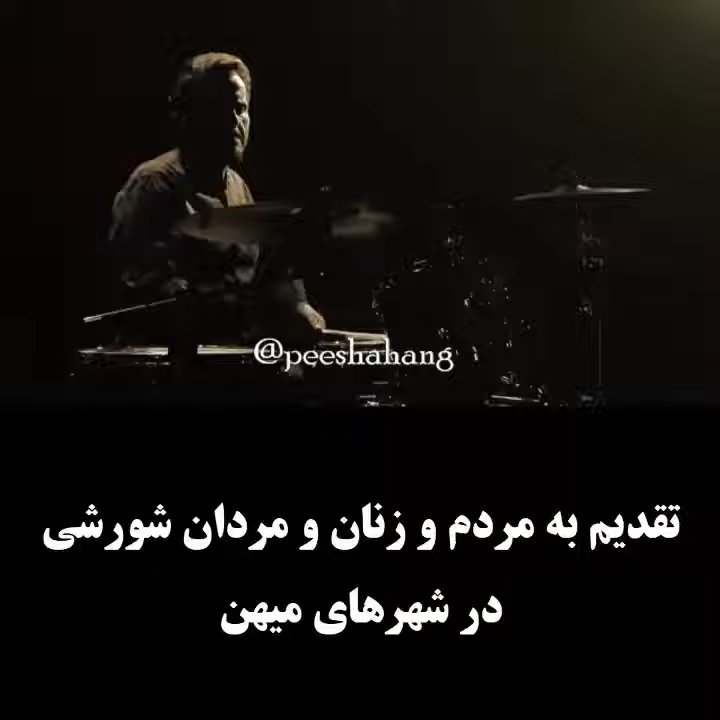 @peeshahang
تقدیم به مردم و زنان و مردان شورشی
در شهرهای میهن